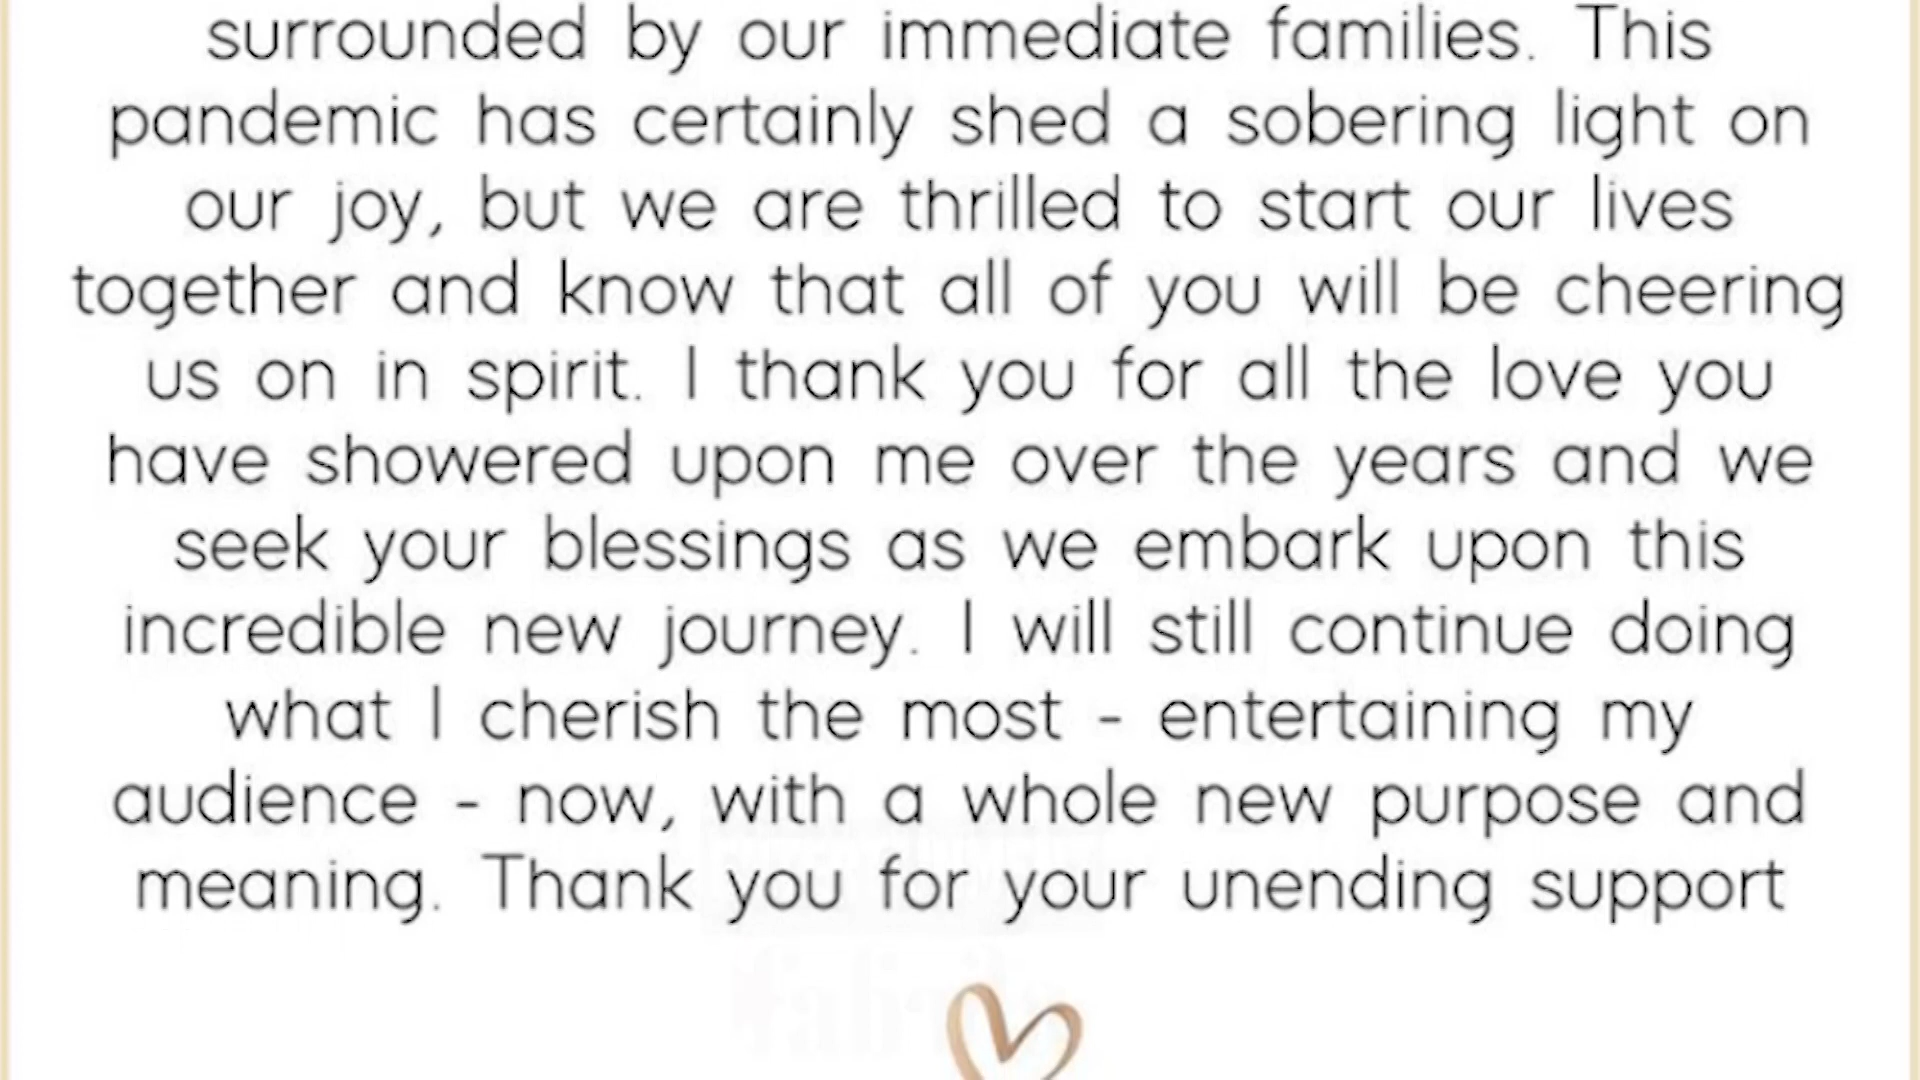 surrounded by our immediate families. This
pandemic has certainly shed a sobering light on
our joy, but we are thrilled to start our lives
together and know that all of you will be cheering
us on in spirit. I thank you for all the love you
have showered upon me over the years and we
seek your blessings as we embark upon this
incredible new journey. I will still continue doing
what I cherish the most - entertaining my
audience - now, with a whole new purpose and
meaning. Thank you for your unending support